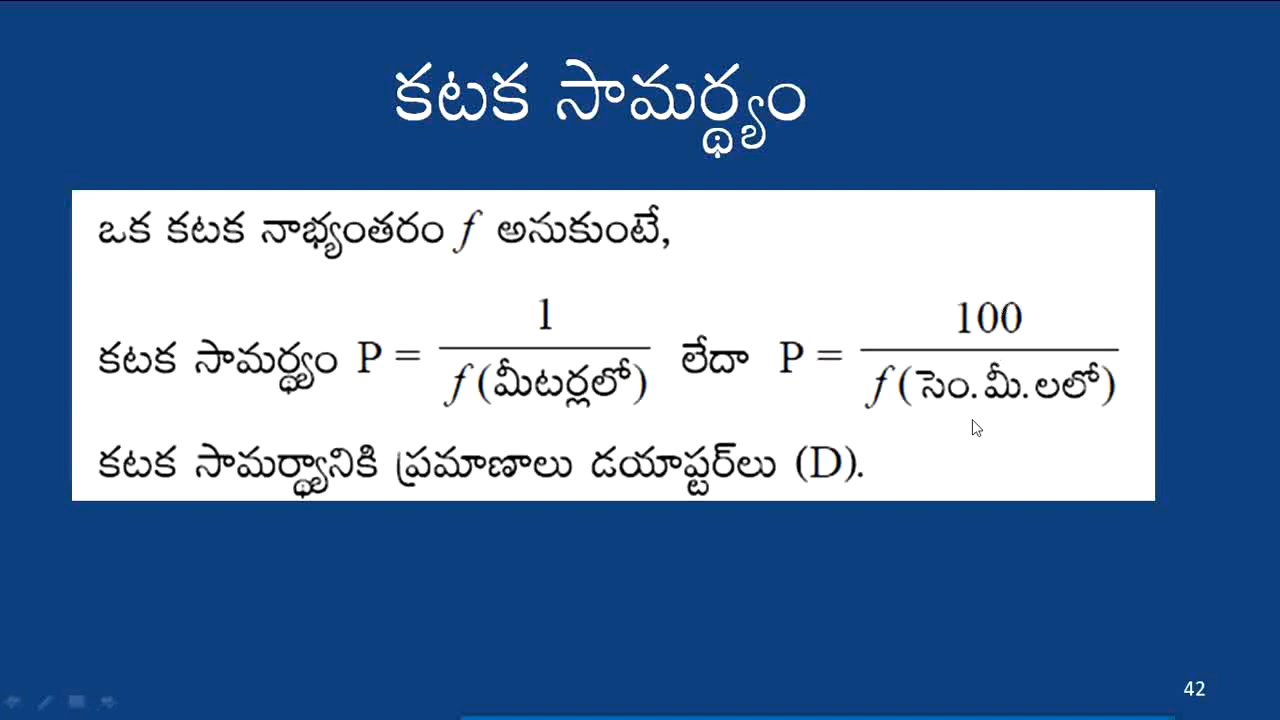 కటక సామర్థ్యం
ఒక కటక నాభ్యంతరం f అనుకుంటే,
కటక సామర్థ్యం P = 1 / f (మీటర్లలో) లేదా P = 100 / f (సెం.మీ.లలో)
కటక సామర్థ్యానికి ప్రమాణాలు డయాప్టర్‌లు (D).
42